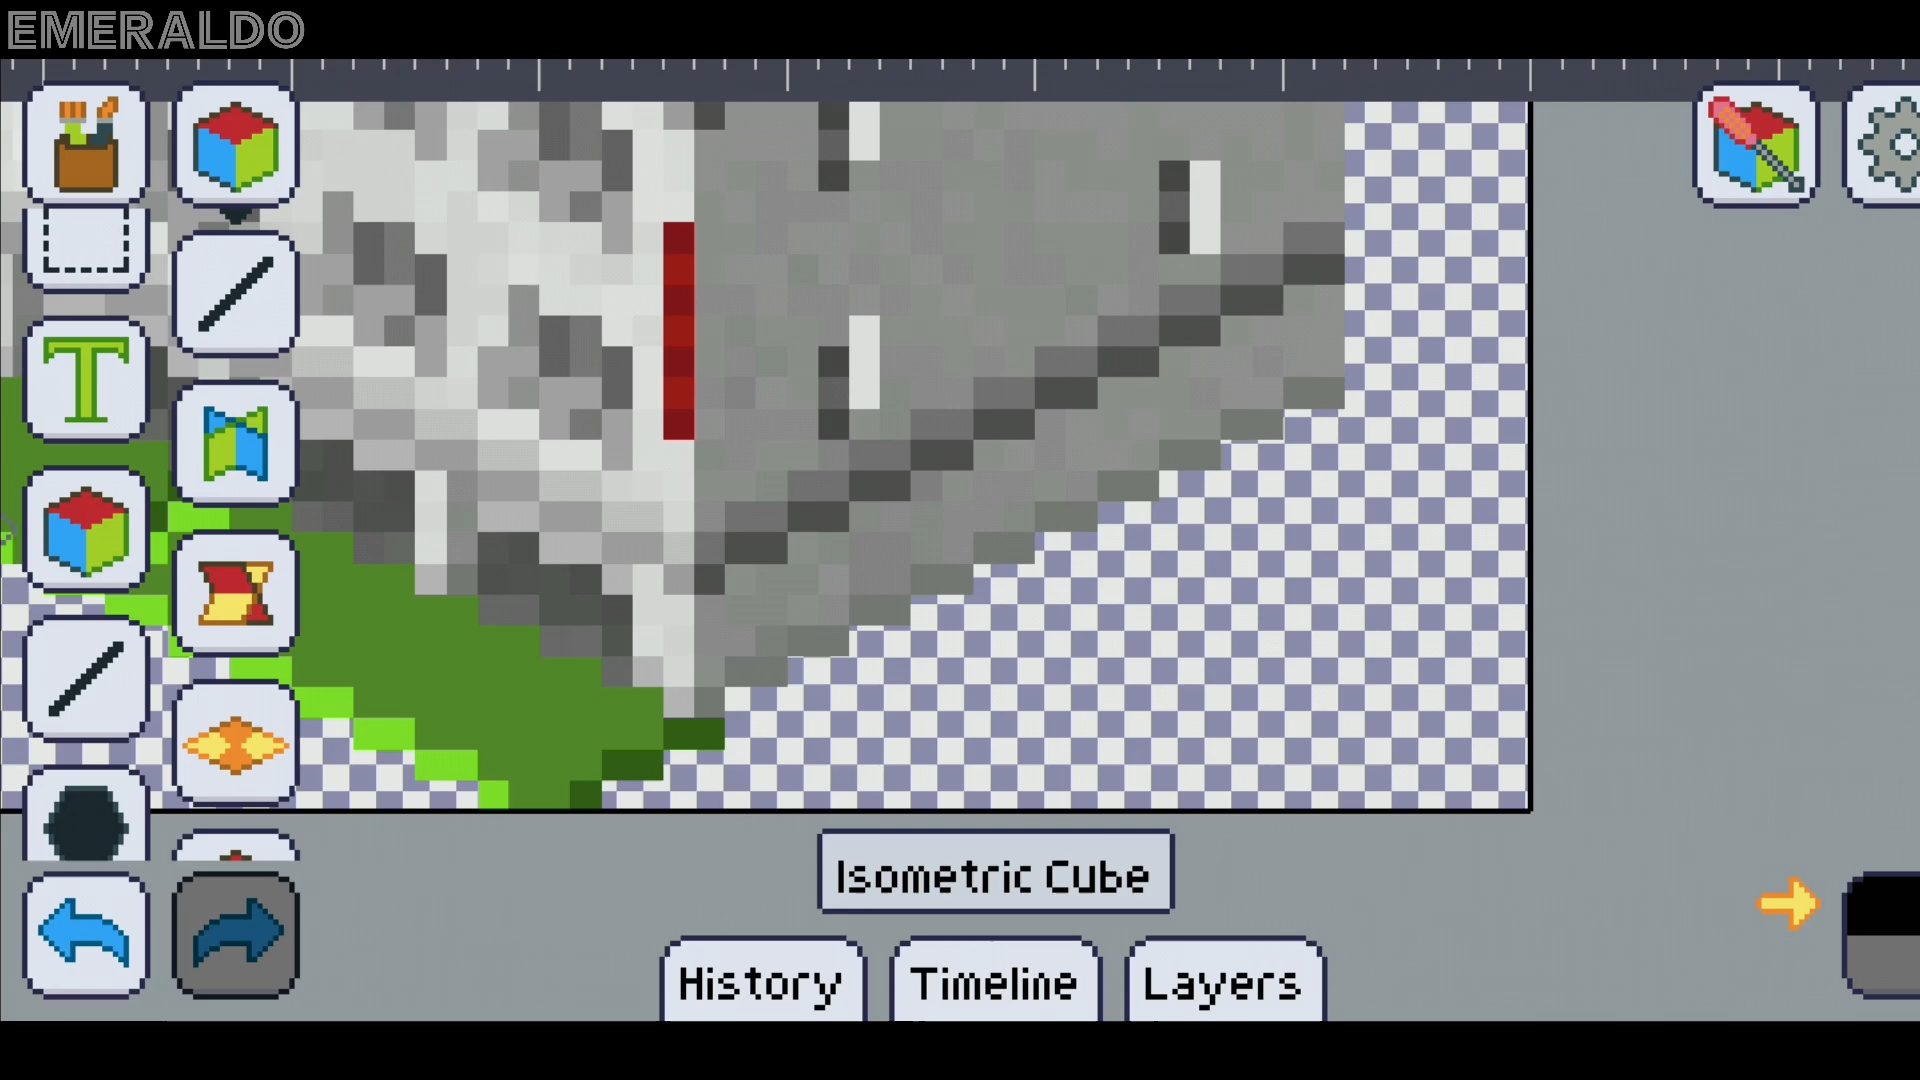 EMERALDO
T
Isometric Cube
History
Timeline
Layers